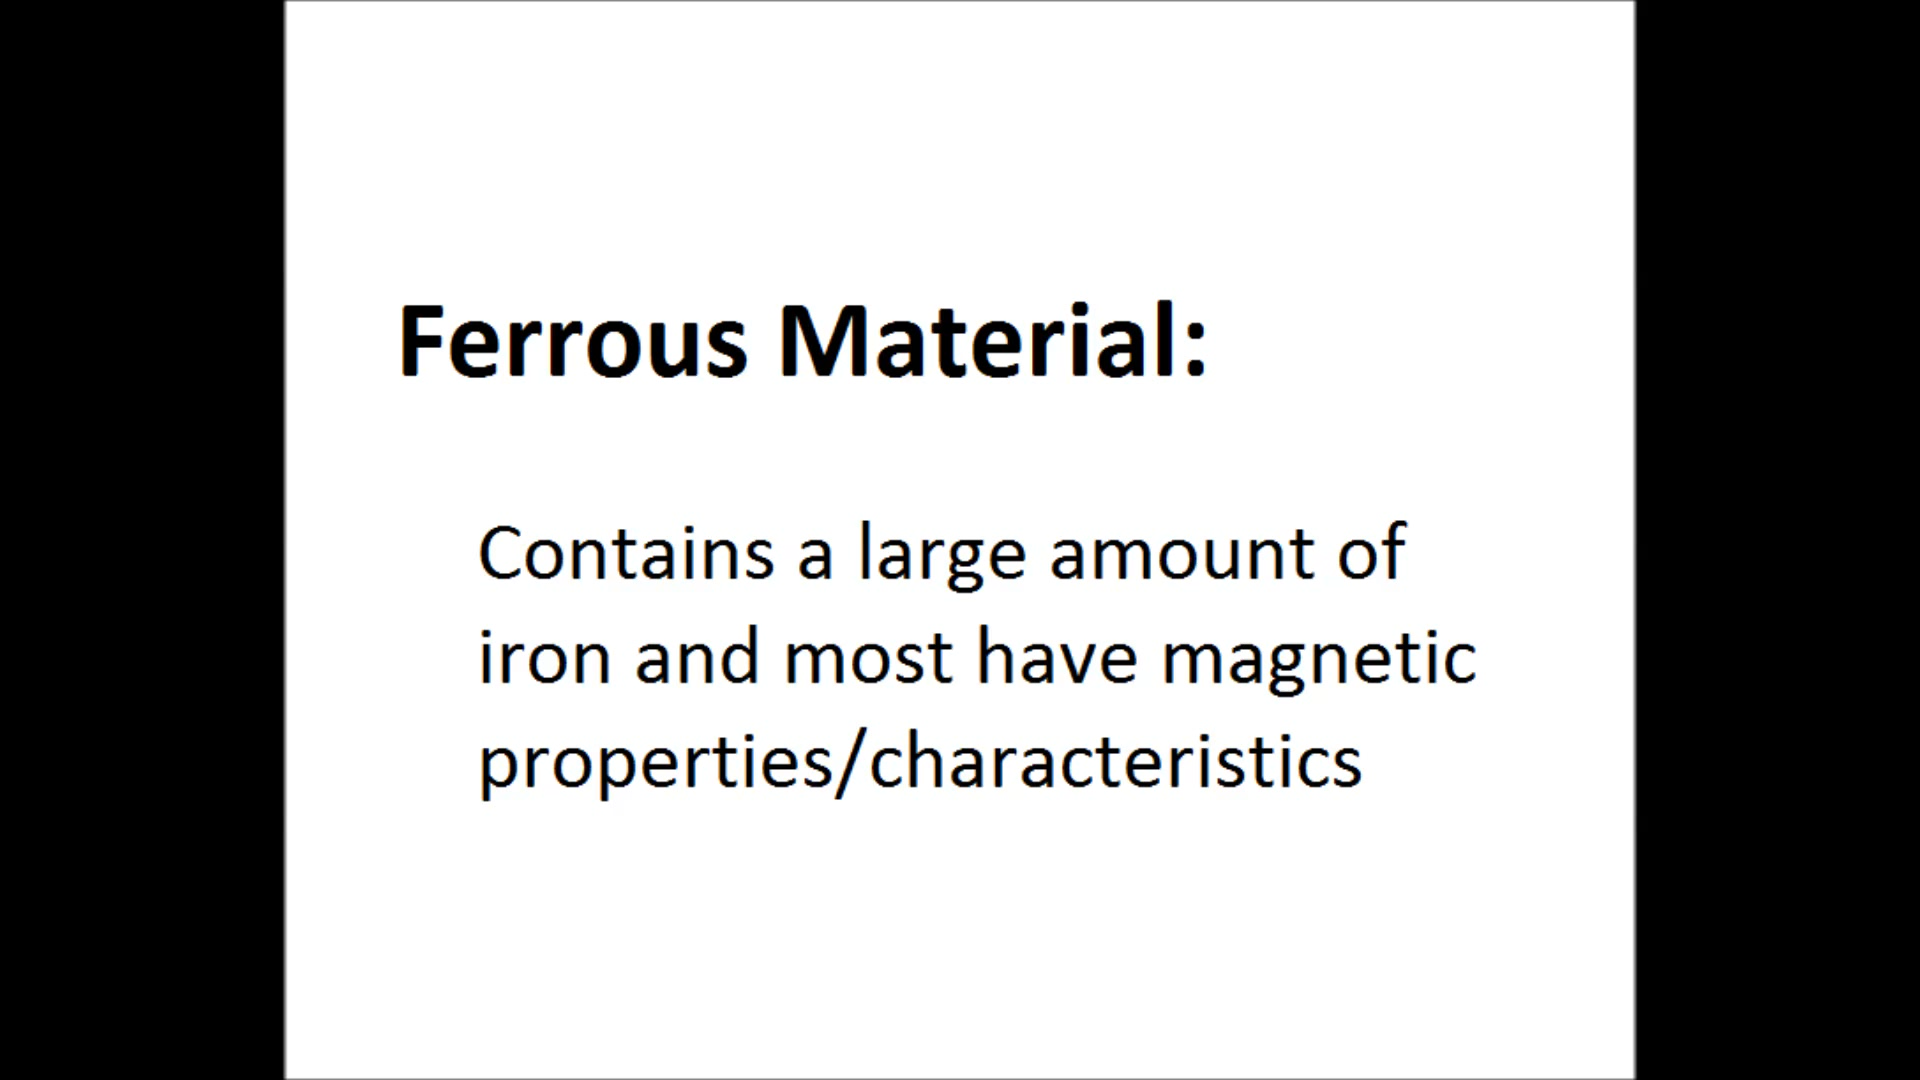 Ferrous Material:
Contains a large amount of
iron and most have magnetic
properties/characteristics